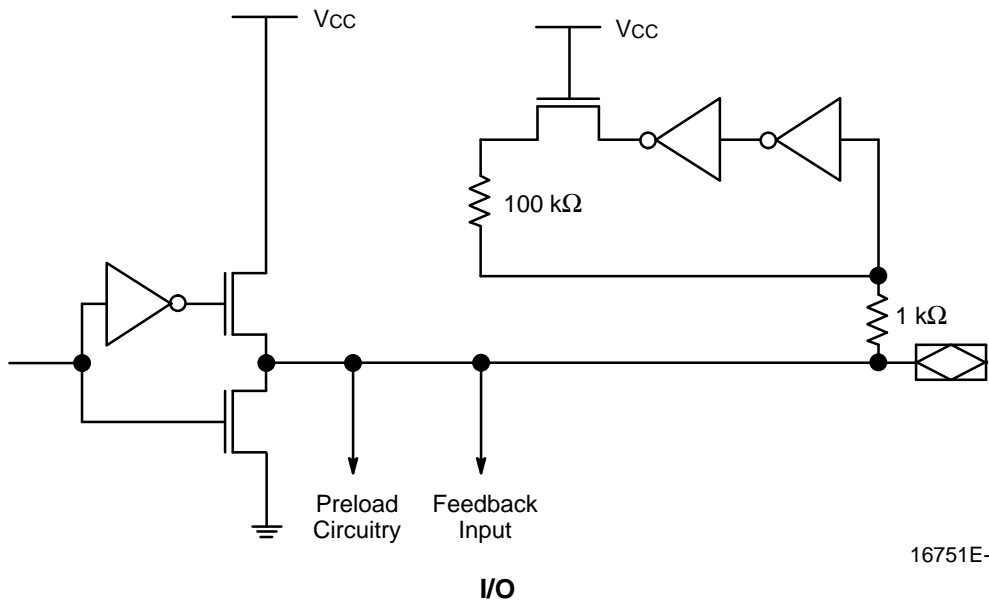 VCC
VCC
100 kΩ
1 kΩ
Preload
Circuitry
Feedback
Input
16751E-
I/O